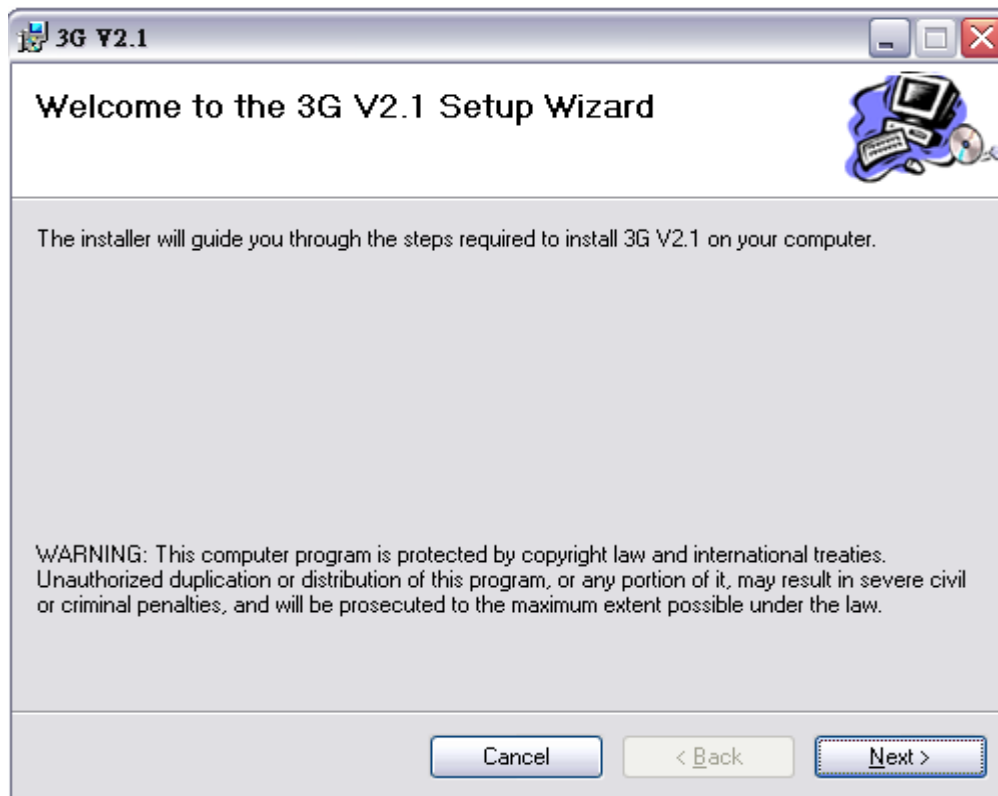 3G V2.1
Welcome to the 3G V2.1 Setup Wizard
The installer will guide you through the steps required to install 3G V2.1 on your computer.
WARNING: This computer program is protected by copyright law and international treaties.
Unauthorized duplication or distribution of this program, or any portion of it, may result in severe civil
or criminal penalties, and will be prosecuted to the maximum extent possible under the law.
Cancel
< Back
Next >